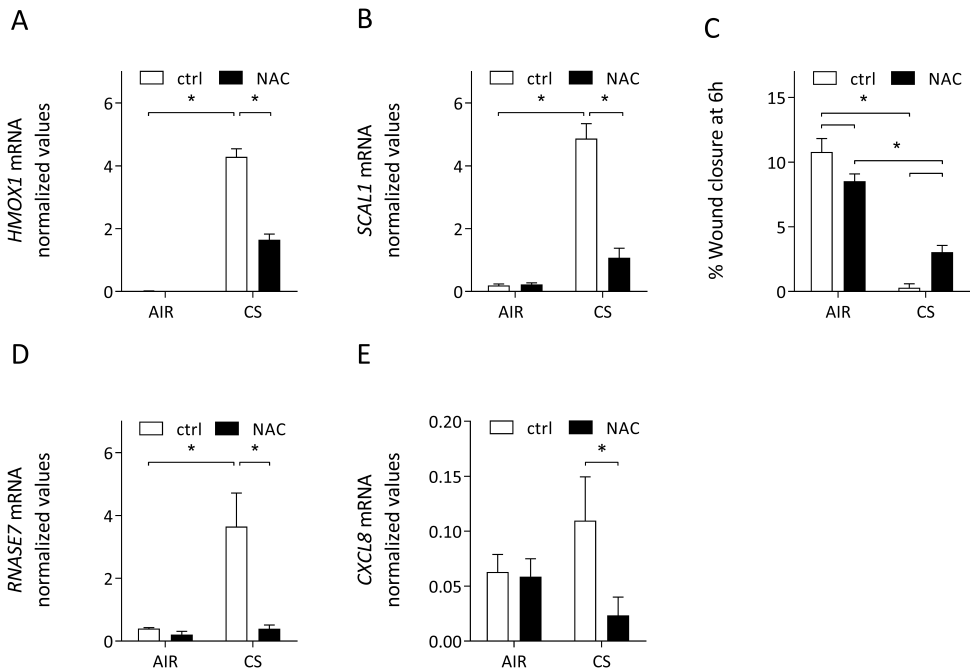 A
HMOX1 mRNA
normalized values
ctrl NAC
6
4
2
0
* *
AIR CS
B
SCAL1 mRNA
normalized values
ctrl NAC
6
4
2
0
* *
AIR CS
C
% Wound closure at 6h
ctrl NAC
15
10
5
0
*
*
AIR CS
D
RNASE7 mRNA
normalized values
ctrl NAC
6
4
2
0
* *
AIR CS
E
CXCL8 mRNA
normalized values
ctrl NAC
0.20
0.15
0.10
0.05
0.00
*
AIR CS